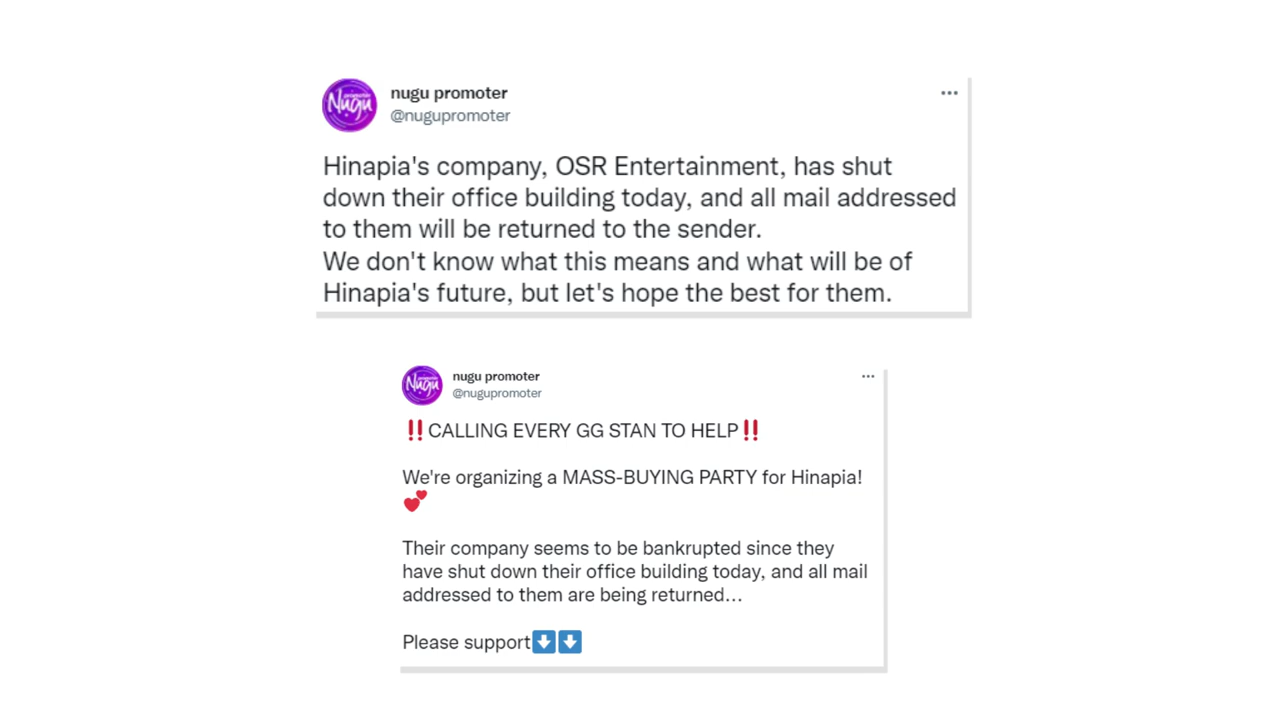 nugu promoter
@nugupromoter
Hinapia's company, OSR Entertainment, has shut
down their office building today, and all mail addressed
to them will be returned to the sender.
We don't know what this means and what will be of
Hinapia's future, but let's hope the best for them.
nugu promoter
@nugupromoter
‼️CALLING EVERY GG STAN TO HELP‼️
We're organizing a MASS-BUYING PARTY for Hinapia!
💕
Their company seems to be bankrupted since they
have shut down their office building today, and all mail
addressed to them are being returned...
Please support⬇️⬇️